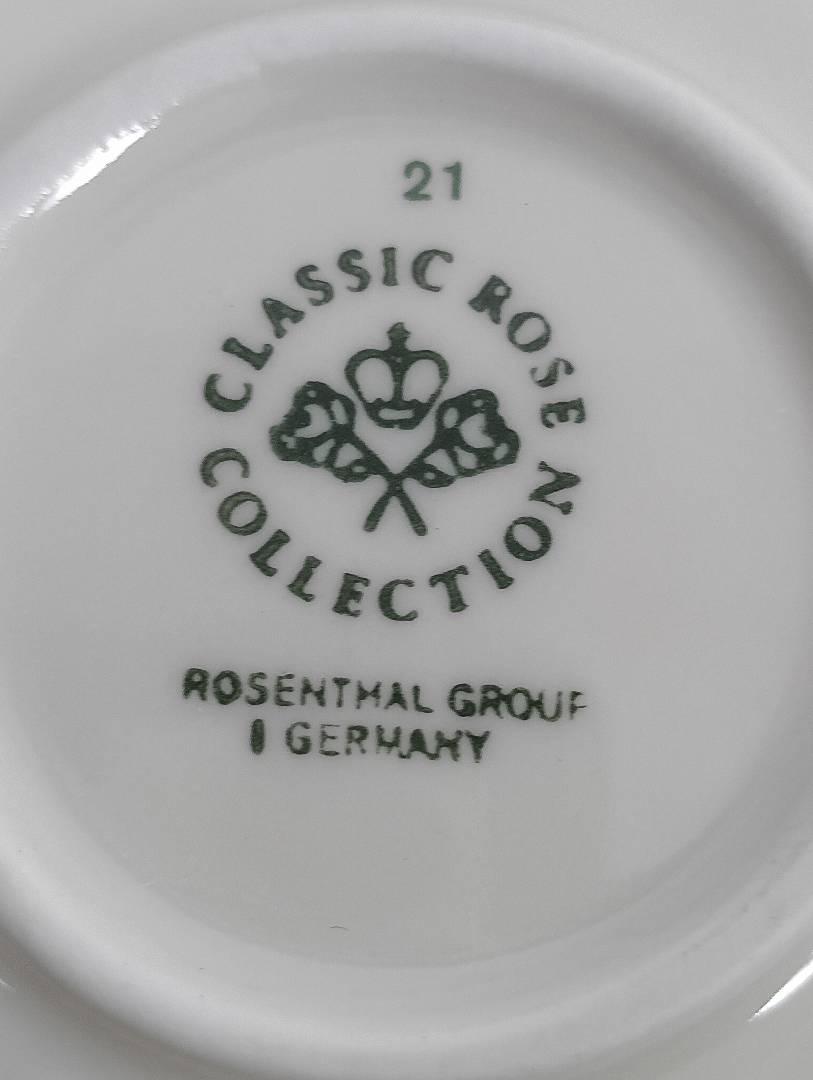 21
CLASSIC ROSE
COLLECTION
ROSENTHAL GROUP
GERMANY